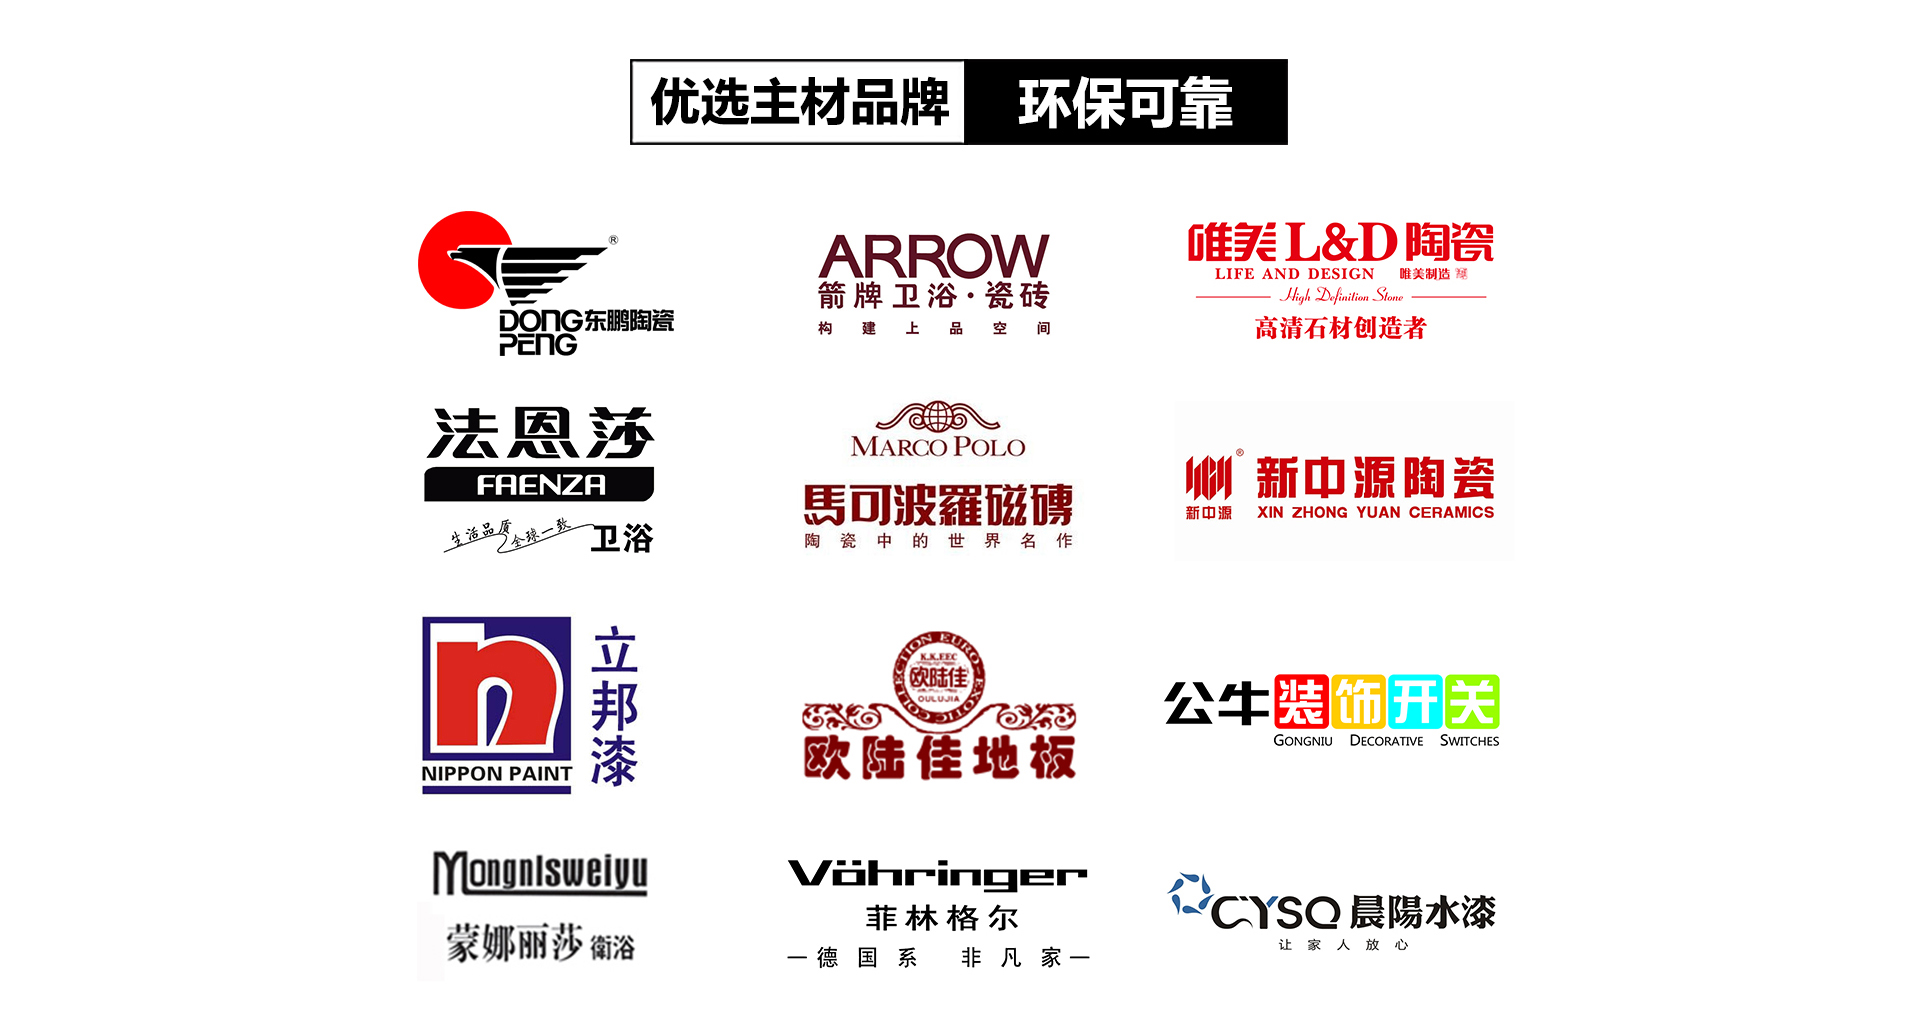 优选主材品牌 环保可靠
®
DONG 东鹏陶瓷
PENG
ARROW
箭牌卫浴·瓷砖
构建上品空间
唯美 L&D 陶瓷
LIFE AND DESIGN 唯美制造
High Definition Stone
高清石材创造者
法恩莎
FAENZA
生活品质 全球一致 卫浴
MARCO POLO
馬可波羅磁磚
陶瓷中的世界名作
®
新中源陶瓷
新中源 XIN ZHONG YUAN CERAMICS
n
NIPPON PAINT
立邦漆
COLLECTION EURO-EXOTIC
K.K.EEC
欧陆佳
OULUJIA
欧陆佳地板
公牛装饰开关
GONGNIU DECORATIVE SWITCHES
Mongnlsweiyu
蒙娜丽莎 衛浴
Vöhringer
菲林格尔
—德国系 非凡家—
CYSQ 晨陽水漆
让家人放心